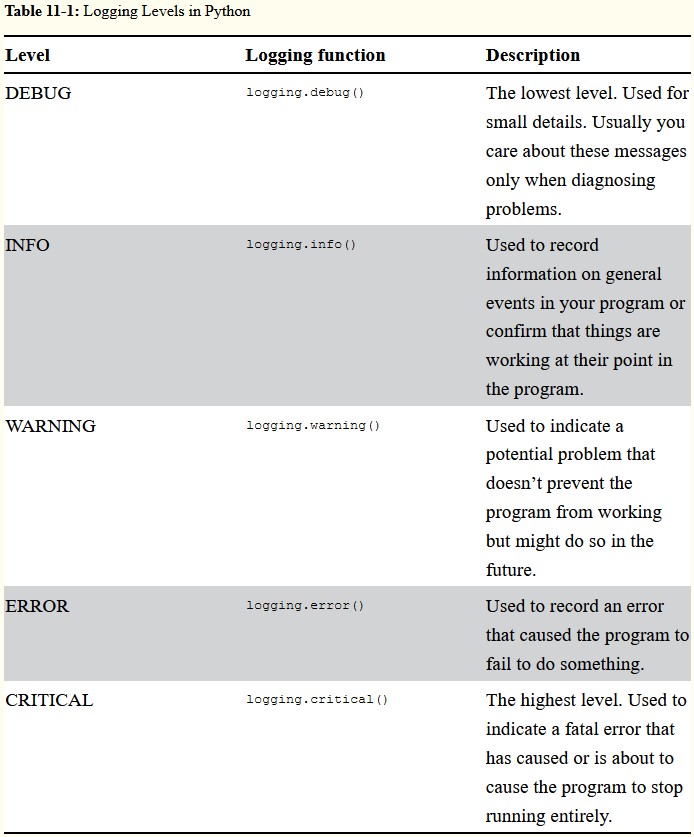 Table 11-1: Logging Levels in Python
Level Logging function Description
DEBUG logging.debug() The lowest level. Used for
small details. Usually you
care about these messages
only when diagnosing
problems.
INFO logging.info() Used to record
information on general
events in your program or
confirm that things are
working at their point in
the program.
WARNING logging.warning() Used to indicate a
potential problem that
doesn’t prevent the
program from working
but might do so in the
future.
ERROR logging.error() Used to record an error
that caused the program to
fail to do something.
CRITICAL logging.critical() The highest level. Used to
indicate a fatal error that
has caused or is about to
cause the program to stop
running entirely.